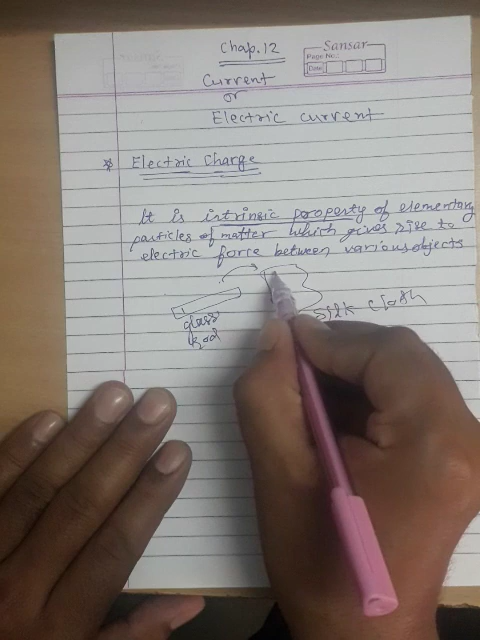 Chap.12
Sansar
Page No.:
Date
Current
or
Electric current
* Electric Charge
It is intrinsic poroperty of elementary
particles of matter which gives rise to
electric force between various objects
glass
Rod
Silk cloth